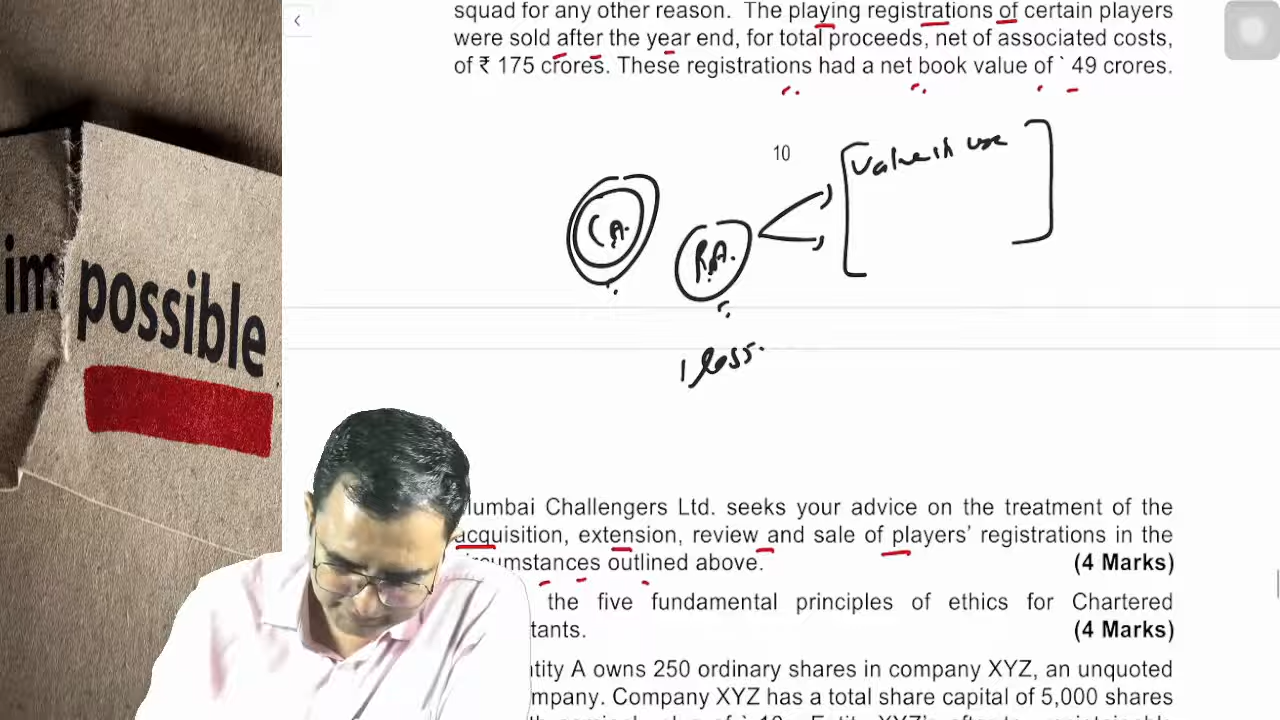 squad for any other reason. The playing registrations of certain players
were sold after the year end, for total proceeds, net of associated costs,
of ₹ 175 crores. These registrations had a net book value of ` 49 crores.
10
Value in use
C.A.
R.A.
loss.
impossible
Mumbai Challengers Ltd. seeks your advice on the treatment of the
acquisition, extension, review and sale of players' registrations in the
circumstances outlined above. (4 Marks)
the five fundamental principles of ethics for Chartered
tants. (4 Marks)
ntity A owns 250 ordinary shares in company XYZ, an unquoted
mpany. Company XYZ has a total share capital of 5,000 shares